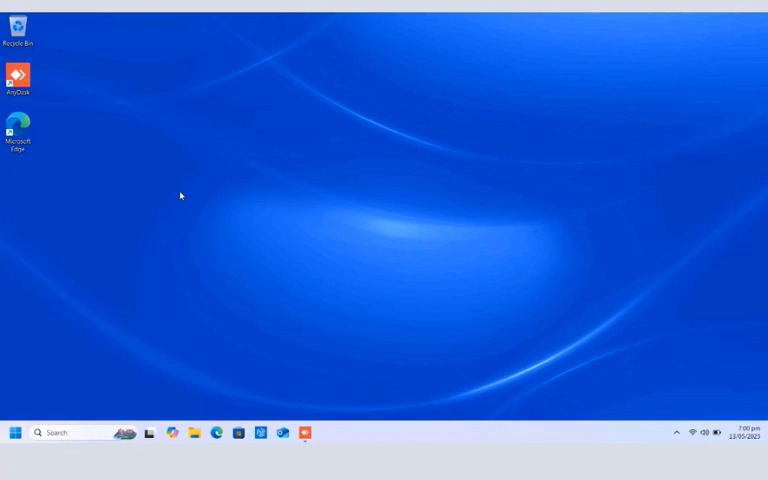 Recycle Bin
AnyDesk
Microsoft
Edge
Search
7:00 pm
13/05/2025